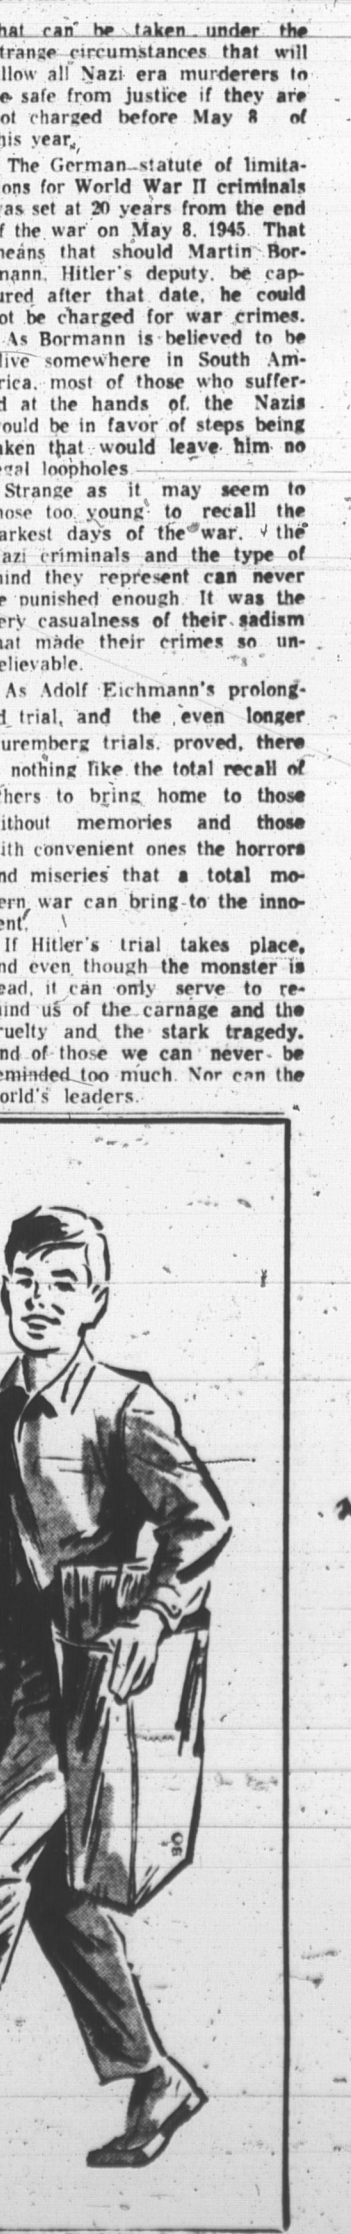 hat can be taken under the
trange circumstances that will
llow all Nazi era murderers to
e safe from justice if they are
ot charged before May 8 of
his year.
The German statute of limita-
ons for World War II criminals
as set at 20 years from the end
f the war on May 8, 1945. That
eans that should Martin Bor-
mann, Hitler's deputy, be cap-
ured after that date, he could
ot be charged for war crimes.
As Bormann is believed to be
live somewhere in South Am-
rica, most of those who suffer-
d at the hands of the Nazis
ould be in favor of steps being
aken that would leave him no
egal loopholes
Strange as it may seem to
hose too young to recall the
arkest days of the war, the
azi criminals and the type of
ind they represent can never
e punished enough. It was the
ery casualness of their sadism
hat made their crimes so un-
elievable.
As Adolf Eichmann's prolong-
d trial, and the even longer
uremberg trials, proved, there
nothing like the total recall of
thers to bring home to those
ithout memories and those
ith convenient ones the horrors
nd miseries that a total mo-
ern war can bring to the inno-
ent.
If Hitler's trial takes place,
nd even though the monster is
ead, it can only serve to re-
ind us of the carnage and the
ruelty and the stark tragedy.
nd of those we can never be
eminded too much. Nor can the
orld's leaders.